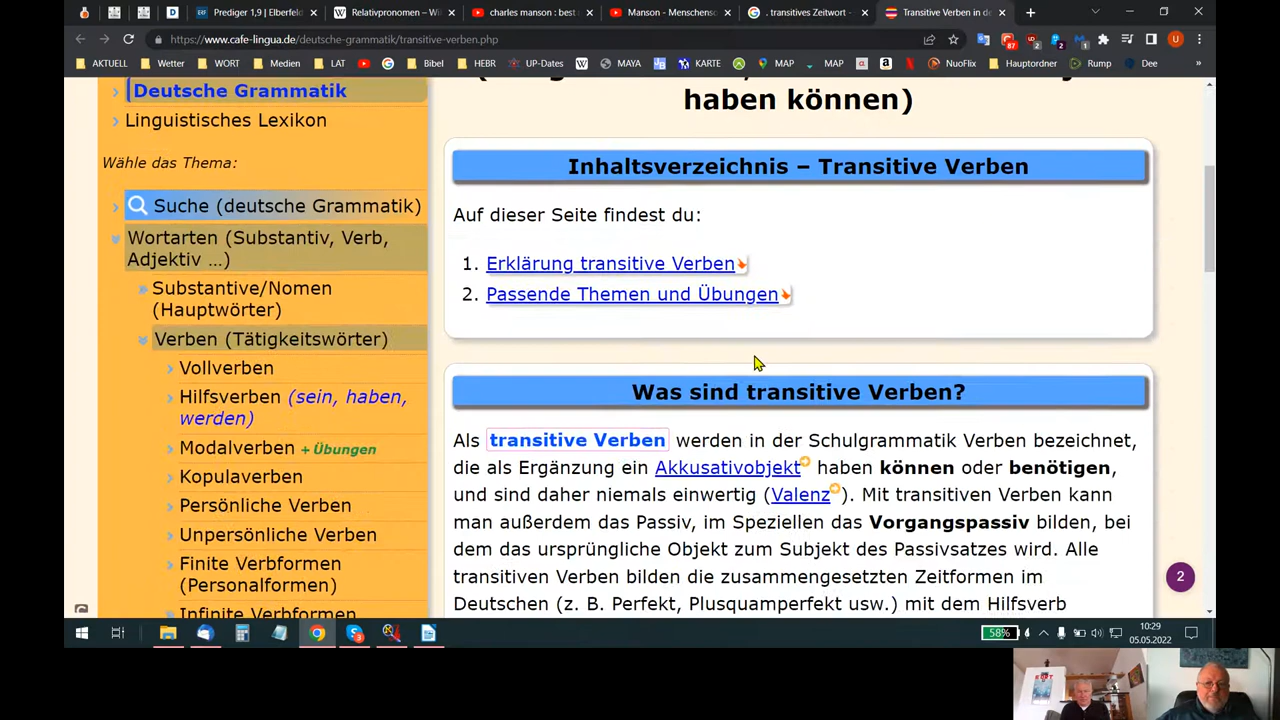 Prediger 1,9 | Elberfeld
Relativpronomen – Wi
charles manson : best
Manson - Menschens
. transitives Zeitwort -
Transitive Verben in de
https://www.cafe-lingua.de/deutsche-grammatik/transitive-verben.php
AKTUELL Wetter WORT Medien LAT Bibel HEBR UP-Dates MAYA KARTE MAP MAP NuoFlix Hauptordner Rump Dee
Deutsche Grammatik
Linguistisches Lexikon
Wähle das Thema:
Suche (deutsche Grammatik)
Wortarten (Substantiv, Verb,
Adjektiv …)
Substantive/Nomen
(Hauptwörter)
Verben (Tätigkeitswörter)
Vollverben
Hilfsverben (sein, haben,
werden)
Modalverben + Übungen
Kopulaverben
Persönliche Verben
Unpersönliche Verben
Finite Verbformen
(Personalformen)
Infinite Verbformen
haben können)
Inhaltsverzeichnis – Transitive Verben
Auf dieser Seite findest du:
1. Erklärung transitive Verben
2. Passende Themen und Übungen
Was sind transitive Verben?
Als transitive Verben werden in der Schulgrammatik Verben bezeichnet,
die als Ergänzung ein Akkusativobjekt haben können oder benötigen,
und sind daher niemals einwertig (Valenz). Mit transitiven Verben kann
man außerdem das Passiv, im Speziellen das Vorgangspassiv bilden, bei
dem das ursprüngliche Objekt zum Subjekt des Passivsatzes wird. Alle
transitiven Verben bilden die zusammengesetzten Zeitformen im
Deutschen (z. B. Perfekt, Plusquamperfekt usw.) mit dem Hilfsverb
2
58%
10:29
05.05.2022